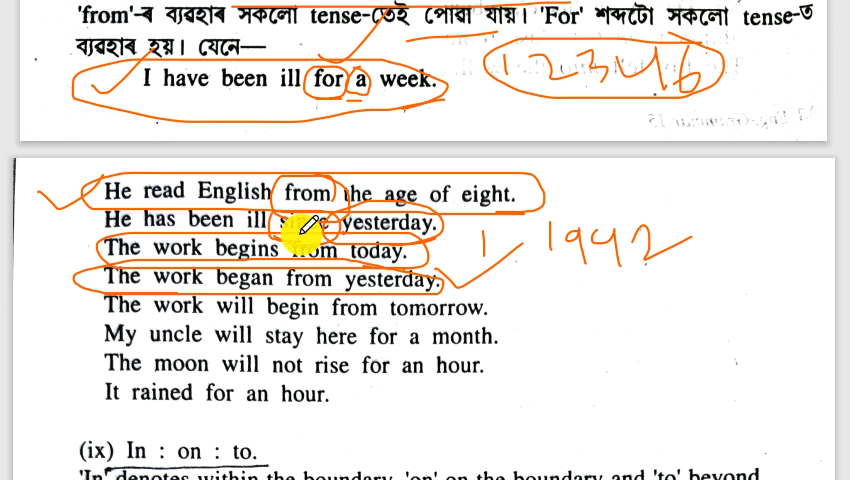 'from'-ৰ ব্যৱহাৰ সকলো tense-তেই পোৱা যায়। 'For' শব্দটো সকলো tense-ত
ব্যৱহাৰ হয়। যেনে—
I have been ill for a week.
1 2 3 4 6
He read English from the age of eight.
He has been ill since yesterday.
The work begins from today.
1 1942
The work began from yesterday.
The work will begin from tomorrow.
My uncle will stay here for a month.
The moon will not rise for an hour.
It rained for an hour.
(ix) In : on : to.
'In' denotes within the boundary, 'on' on the boundary and 'to' beyond